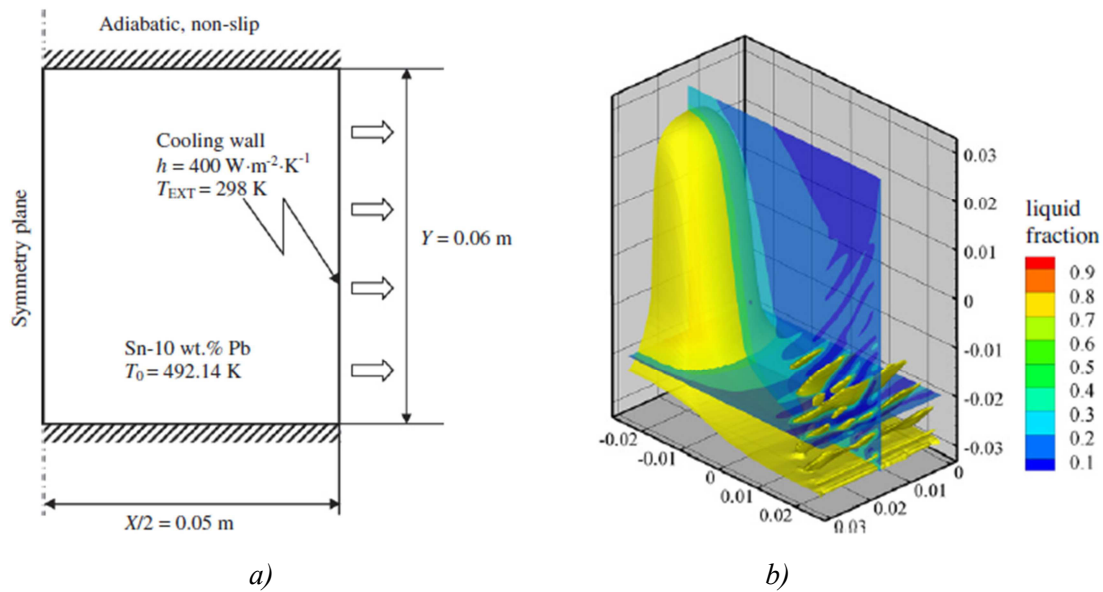 Adiabatic, non-slip
Cooling wall
h = 400 W·m-2·K-1
TEXT = 298 K
Symmetry plane
Y = 0.06 m
Sn-10 wt.% Pb
T0 = 492.14 K
X/2 = 0.05 m
a)
0.03
0.02
0.01
0
-0.01
-0.02
-0.03
-0.02
-0.01
0
0.01
0.02
0.03
0.02
0.01
0
liquid
fraction
0.9
0.8
0.7
0.6
0.5
0.4
0.3
0.2
0.1
b)